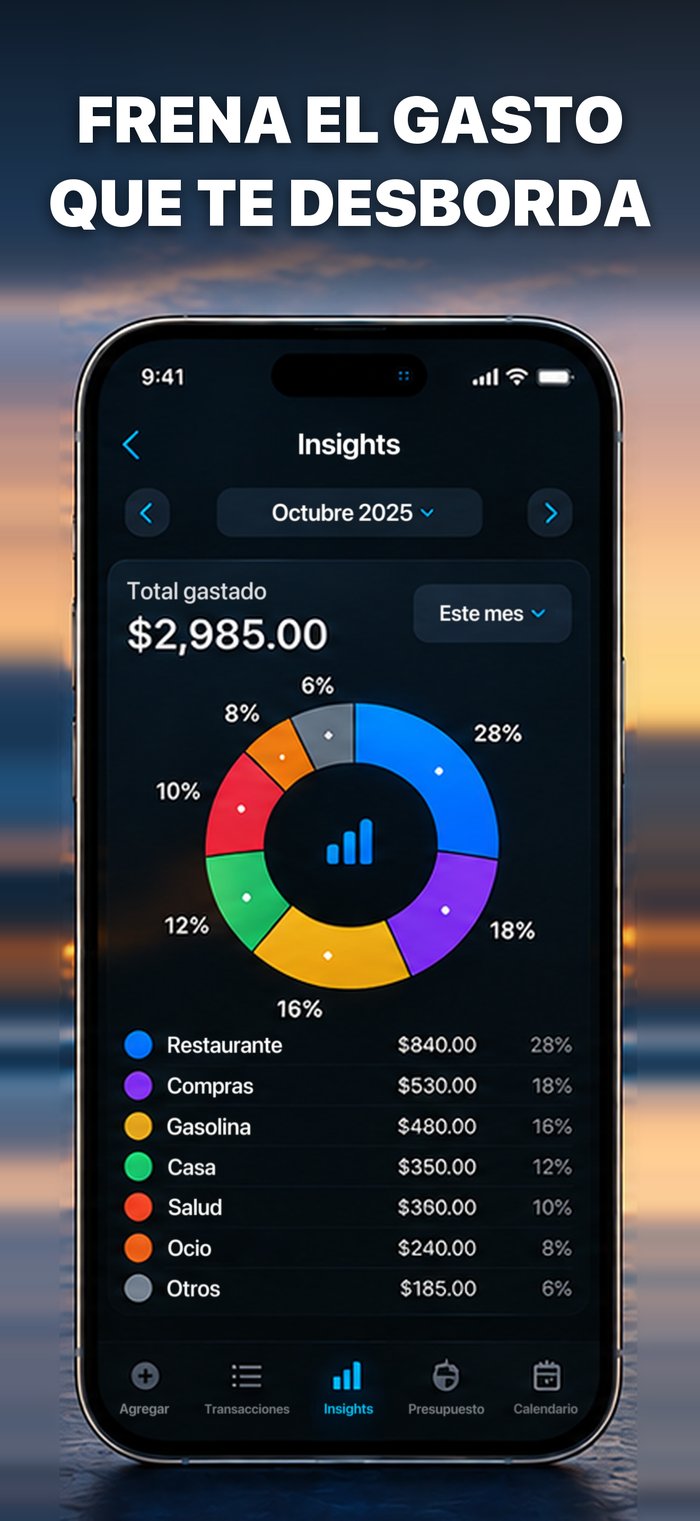 FRENA EL GASTO
QUE TE DESBORDA
9:41
Insights
Octubre 2025
Total gastado
$2,985.00
Este mes
6%
8%
28%
10%
12%
18%
16%
Restaurante $840.00 28%
Compras $530.00 18%
Gasolina $480.00 16%
Casa $350.00 12%
Salud $360.00 10%
Ocio $240.00 8%
Otros $185.00 6%
Agregar Transacciones Insights Presupuesto Calendario